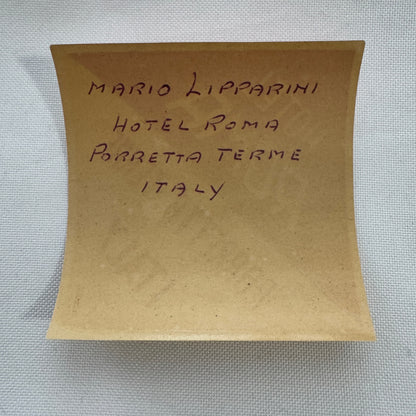 MARIO LIPPARINI
HOTEL ROMA
PORRETTA TERME
ITALY